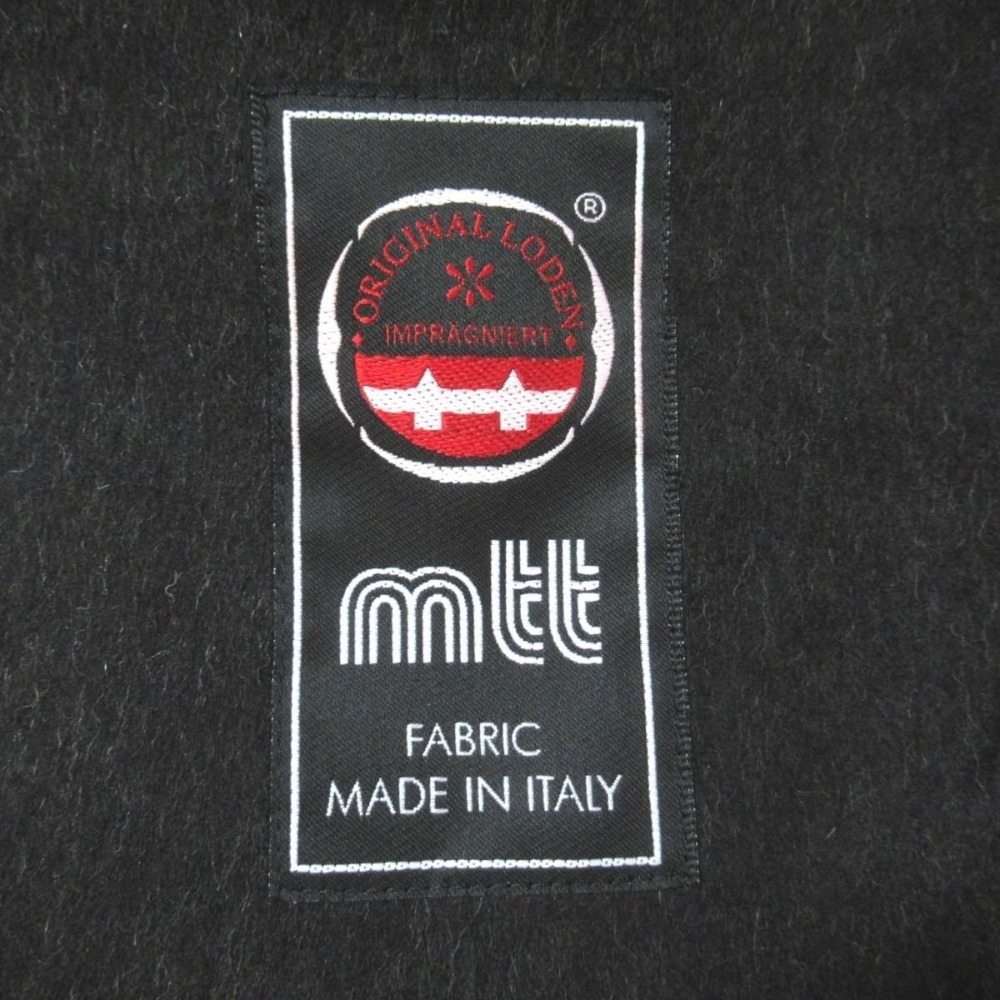 ®
ORIGINAL LODEN
IMPRÄGNIERT
mtt
FABRIC
MADE IN ITALY